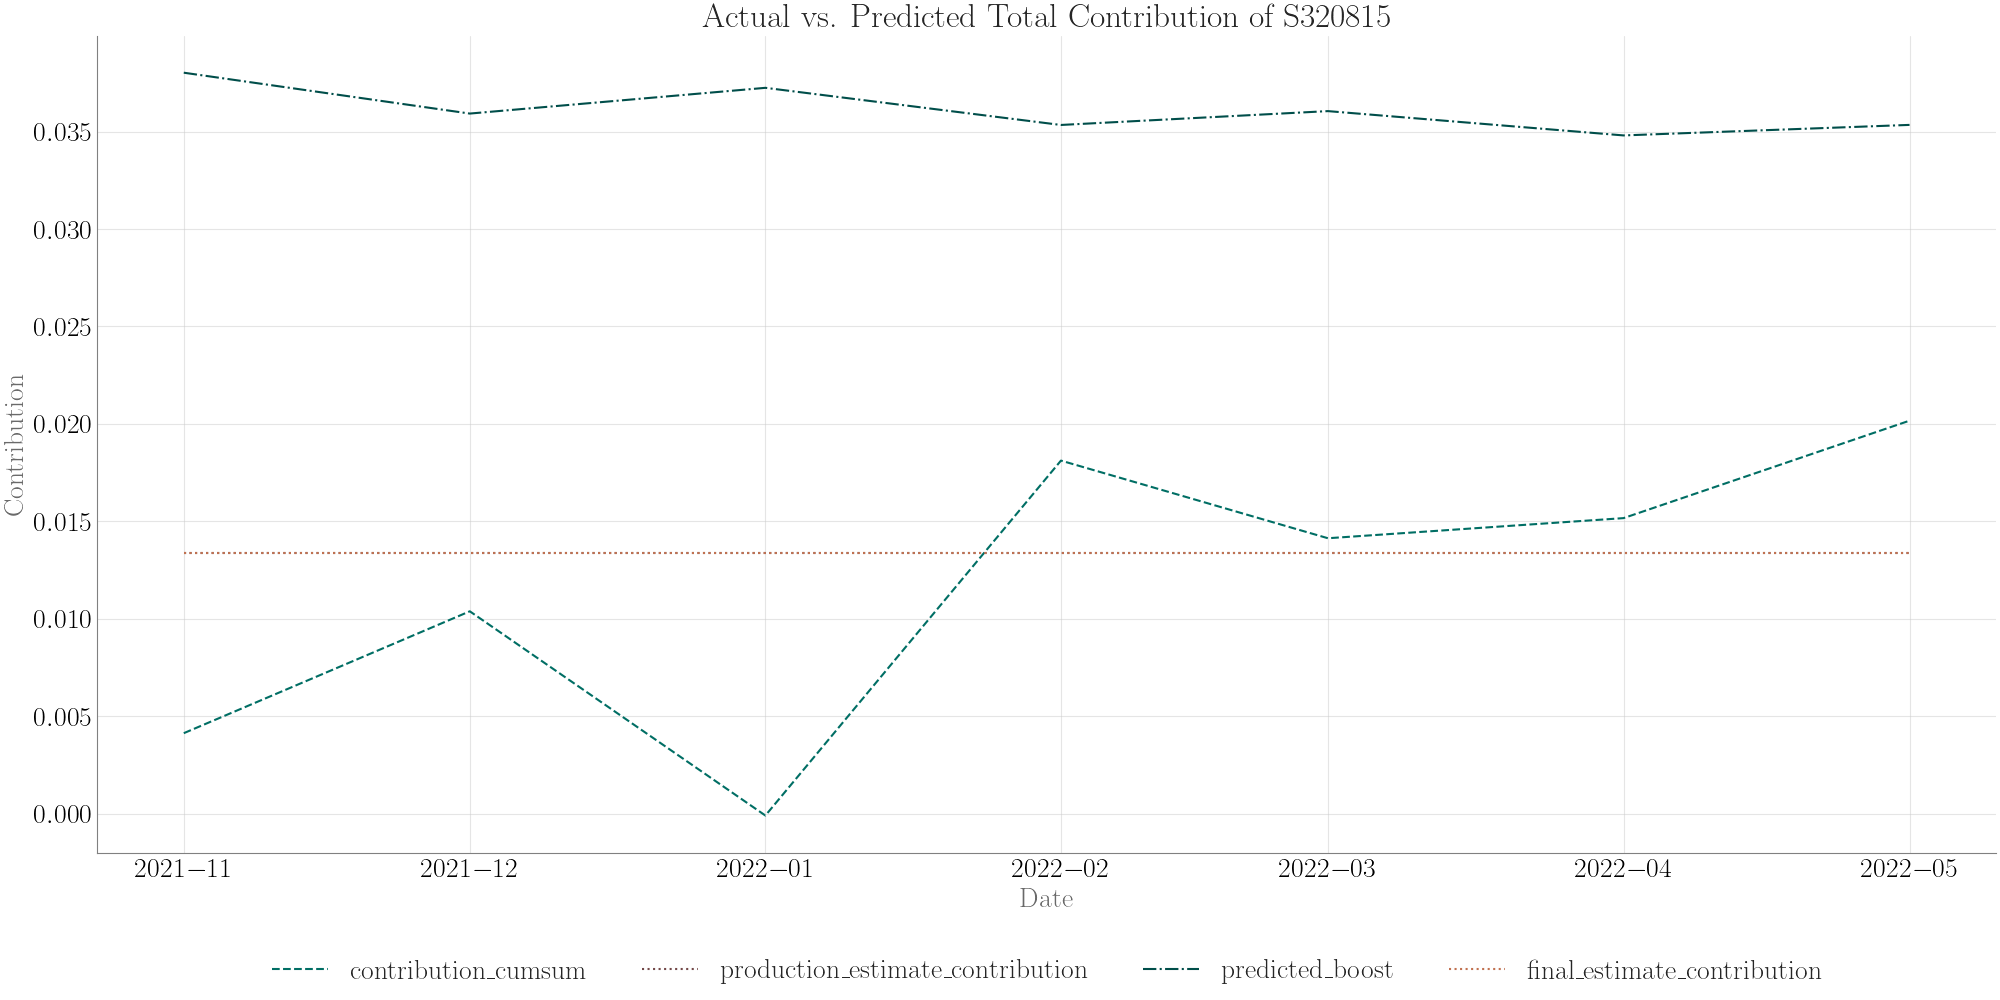 Actual vs. Predicted Total Contribution of S320815
0.035
0.030
0.025
0.020
0.015
0.010
0.005
0.000
Contribution
2021–11 2021–12 2022–01 2022–02 2022–03 2022–04 2022–05
Date
contribution_cumsum production_estimate_contribution predicted_boost final_estimate_contribution